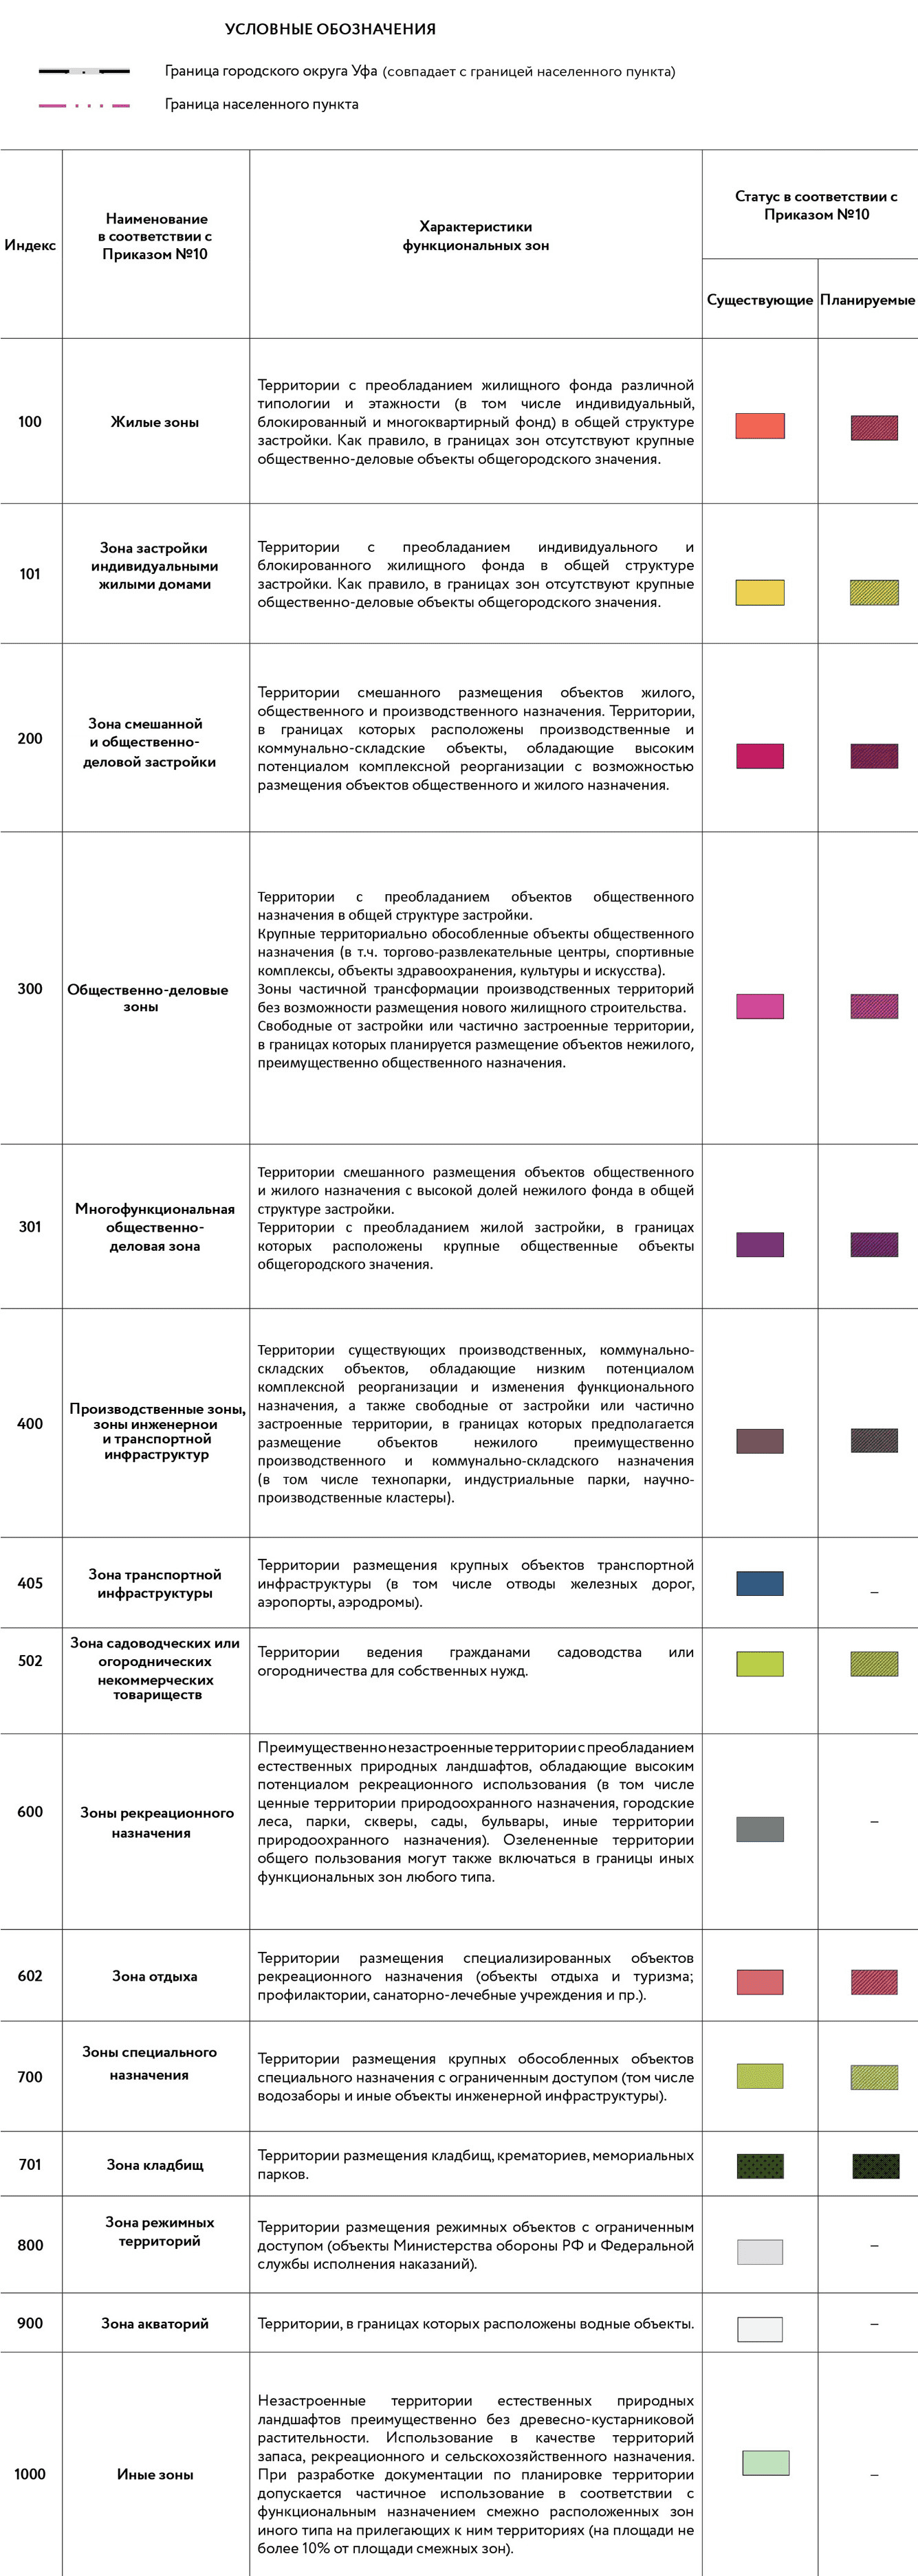 УСЛОВНЫЕ ОБОЗНАЧЕНИЯ
Граница городского округа Уфа (совпадает с границей населенного пункта)
Граница населенного пункта
Индекс
Наименование
в соответствии с
Приказом №10
Характеристики
функциональных зон
Статус в соответствии с
Приказом №10
Существующие
Планируемые
100
Жилые зоны
Территории с преобладанием жилищного фонда различной
типологии и этажности (в том числе индивидуальный,
блокированный и многоквартирный фонд) в общей структуре
застройки. Как правило, в границах зон отсутствуют крупные
общественно-деловые объекты общегородского значения.
101
Зона застройки
индивидуальными
жилыми домами
Территории с преобладанием индивидуального и
блокированного жилищного фонда в общей структуре
застройки. Как правило, в границах зон отсутствуют крупные
общественно-деловые объекты общегородского значения.
200
Зона смешанной
и общественно-
деловой застройки
Территории смешанного размещения объектов жилого,
общественного и производственного назначения. Территории,
в границах которых расположены производственные и
коммунально-складские объекты, обладающие высоким
потенциалом комплексной реорганизации с возможностью
размещения объектов общественного и жилого назначения.
300
Общественно-деловые
зоны
Территории с преобладанием объектов общественного
назначения в общей структуре застройки.
Крупные территориально обособленные объекты общественного
назначения (в т.ч. торгово-развлекательные центры, спортивные
комплексы, объекты здравоохранения, культуры и искусства).
Зоны частичной трансформации производственных территорий
без возможности размещения нового жилищного строительства.
Свободные от застройки или частично застроенные территории,
в границах которых планируется размещение объектов нежилого,
преимущественно общественного назначения.
301
Многофункциональная
общественно-
деловая зона
Территории смешанного размещения объектов общественного
и жилого назначения с высокой долей нежилого фонда в общей
структуре застройки.
Территории с преобладанием жилой застройки, в границах
которых расположены крупные общественные объекты
общегородского значения.
400
Производственные зоны,
зоны инженернои
и транспортной
инфраструктур
Территории существующих производственных, коммунально-
складских объектов, обладающие низким потенциалом
комплексной реорганизации и изменения функционального
назначения, а также свободные от застройки или частично
застроенные территории, в границах которых предполагается
размещение объектов нежилого преимущественно
производственного и коммунально-складского назначения
(в том числе технопарки, индустриальные парки, научно-
производственные кластеры).
405
Зона транспортной
инфраструктуры
Территории размещения крупных объектов транспортной
инфраструктуры (в том числе отводы железных дорог,
аэропорты, аэродромы).
–
502
Зона садоводческих или
огороднических
некоммерческих
товариществ
Территории ведения гражданами садоводства или
огородничества для собственных нужд.
600
Зоны рекреационного
назначения
Преимущественно незастроенные территории с преобладанием
естественных природных ландшафтов, обладающие высоким
потенциалом рекреационного использования (в том числе
ценные территории природоохранного назначения, городские
леса, парки, скверы, сады, бульвары, иные территории
природоохранного назначения). Озелененные территории
общего пользования могут также включаться в границы иных
функциональных зон любого типа.
–
602
Зона отдыха
Территории размещения специализированных объектов
рекреационного назначения (объекты отдыха и туризма;
профилактории, санаторно-лечебные учреждения и пр.).
700
Зоны специального
назначения
Территории размещения крупных обособленных объектов
специального назначения с ограниченным доступом (том числе
водозаборы и иные объекты инженерной инфраструктуры).
701
Зона кладбищ
Территории размещения кладбищ, крематориев, мемориальных
парков.
800
Зона режимных
территорий
Территории размещения режимных объектов с ограниченным
доступом (объекты Министерства обороны РФ и Федеральной
службы исполнения наказаний).
–
900
Зона акваторий
Территории, в границах которых расположены водные объекты.
–
1000
Иные зоны
Незастроенные территории естественных природных
ландшафтов преимущественно без древесно-кустарниковой
растительности. Использование в качестве территорий
запаса, рекреационного и сельскохозяйственного назначения.
При разработке документации по планировке территории
допускается частичное использование в соответствии с
функциональным назначением смежно расположенных зон
иного типа на прилегающих к ним территориях (на площади не
более 10% от площади смежных зон).
–